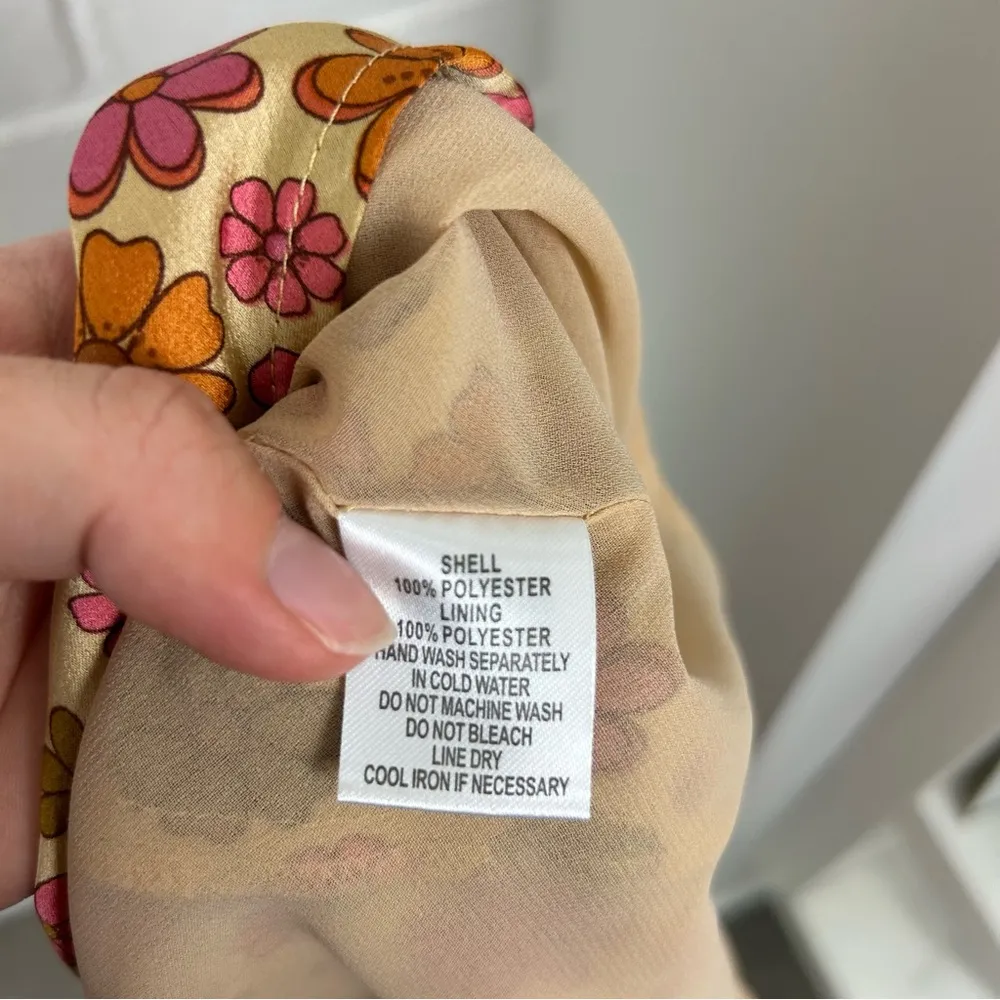 SHELL
100% POLYESTER
LINING
100% POLYESTER
HAND WASH SEPARATELY
IN COLD WATER
DO NOT MACHINE WASH
DO NOT BLEACH
LINE DRY
COOL IRON IF NECESSARY